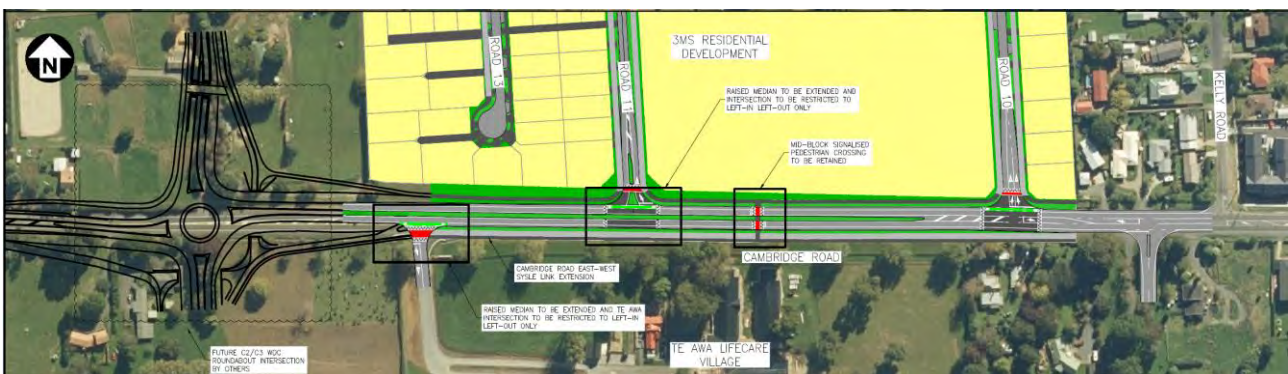 N
ROAD 13
ROAD 11
3MS RESIDENTIAL
DEVELOPMENT
ROAD 10
KELLY ROAD
RAISED MEDIAN TO BE EXTENDED AND
INTERSECTION TO BE RESTRICTED TO
LEFT-IN LEFT-OUT ONLY
MID-BLOCK SIGNALISED
PEDESTRIAN CROSSING
TO BE RETAINED
CAMBRIDGE ROAD
CAMBRIDGE ROAD EAST-WEST
SYSLE LINK EXTENSION
RAISED MEDIAN TO BE EXTENDED AND TE AWA
INTERSECTION TO BE RESTRICTED TO LEFT-IN
LEFT-OUT ONLY
FUTURE C2/C3 WDC
ROUNDABOUT INTERSECTION
BY OTHERS
TE AWA LIFECARE
VILLAGE